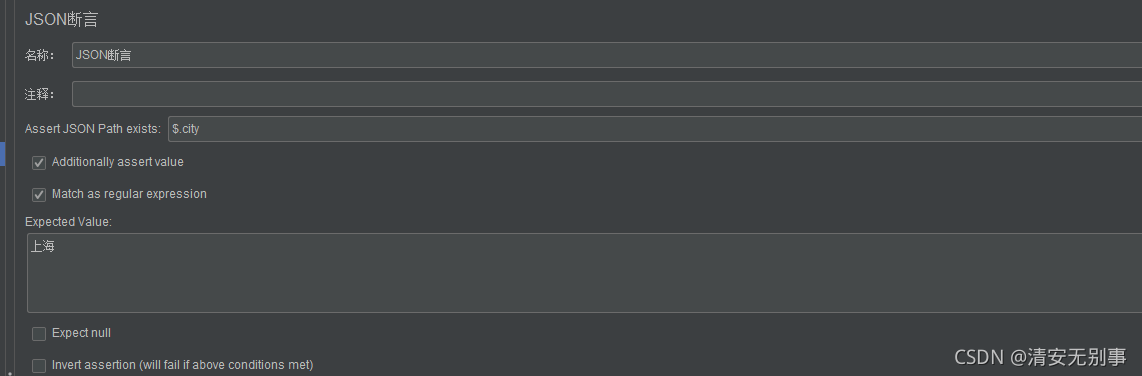 JSON断言
名称： JSON断言
注释：
Assert JSON Path exists: $.city
Additionally assert value
Match as regular expression
Expected Value:
上海
Expect null
Invert assertion (will fail if above conditions met)
CSDN @清安无别事